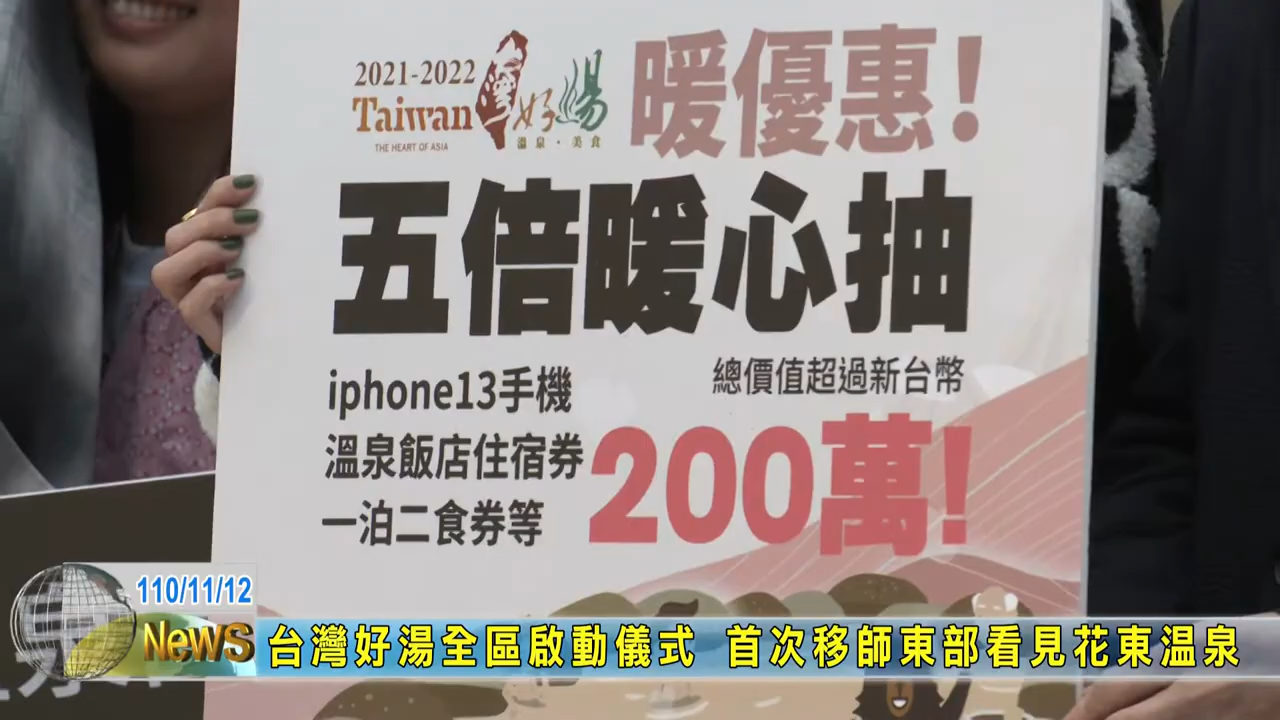 2021-2022
Taiwan
THE HEART OF ASIA
灣好湯
溫泉・美食
暖優惠!
五倍暖心抽
iphone13手機
溫泉飯店住宿券
一泊二食券等
總價值超過新台幣
200萬!
110/11/12
News
台灣好湯全區啟動儀式 首次移師東部看見花東溫泉